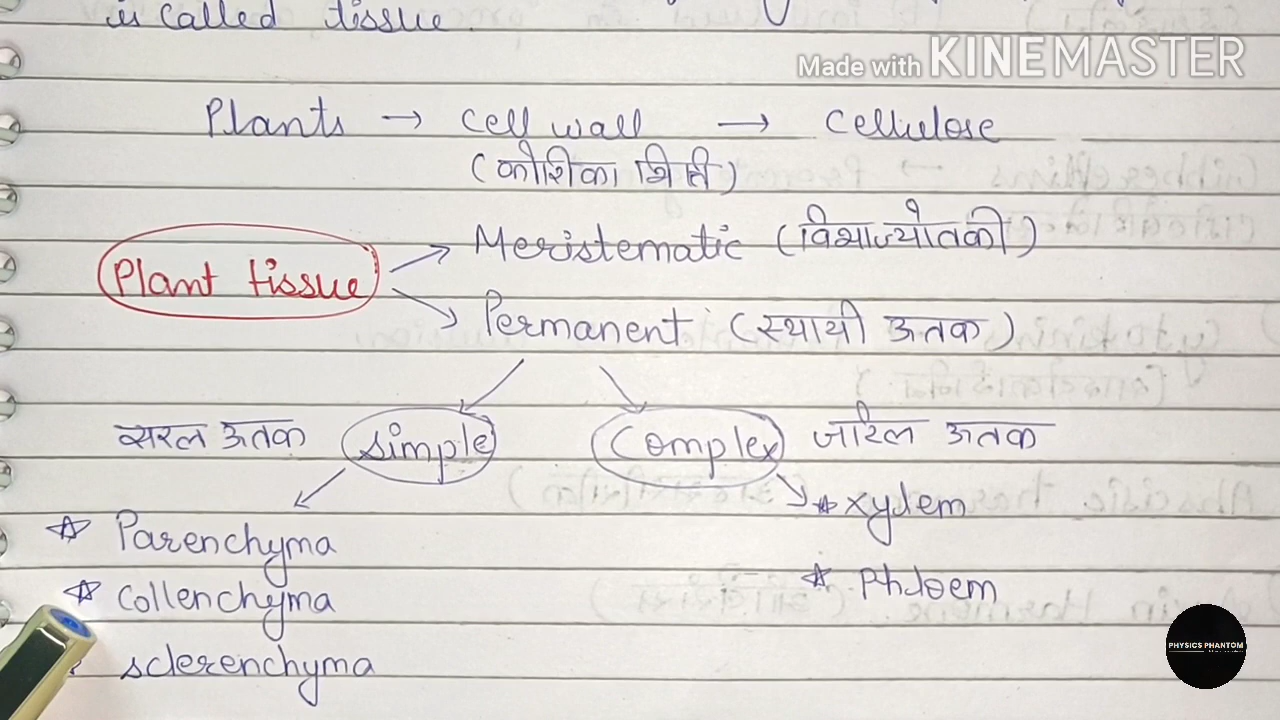 is called tissue
Made with KINEMASTER
Plants → cell wall → cellulose
(कोशिका भित्ती)
Plant tissue
Meristematic (विभाज्योतकी)
Permanent (स्थायी ऊतक)
सरल ऊतक Simple Complex जटिल ऊतक
☆ Parenchyma
☆ Collenchyma
sclerenchyma
☆ xylem
☆ Phloem
PHYSICS PHANTOM